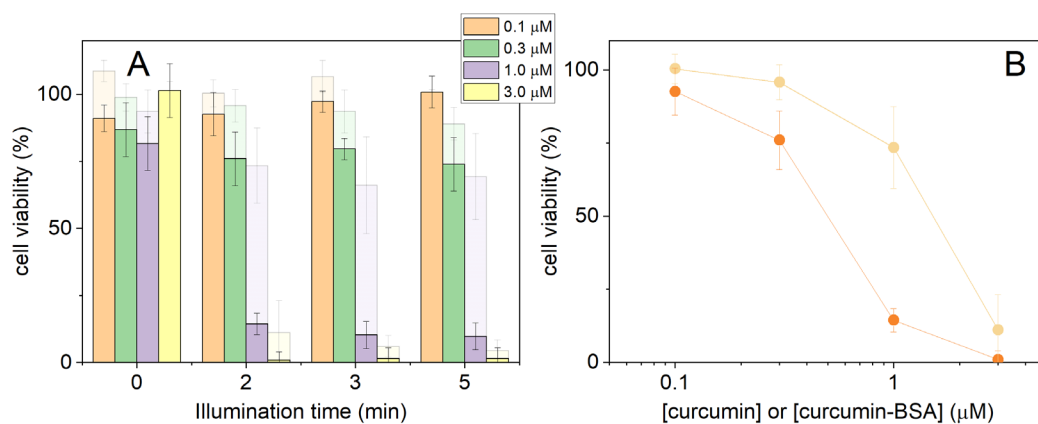 A
0.1 μM
0.3 μM
1.0 μM
3.0 μM
100
50
0
cell viability (%)
0
2
3
5
Illumination time (min)
B
100
50
0
cell viability (%)
0.1
1
[curcumin] or [curcumin-BSA] (μM)